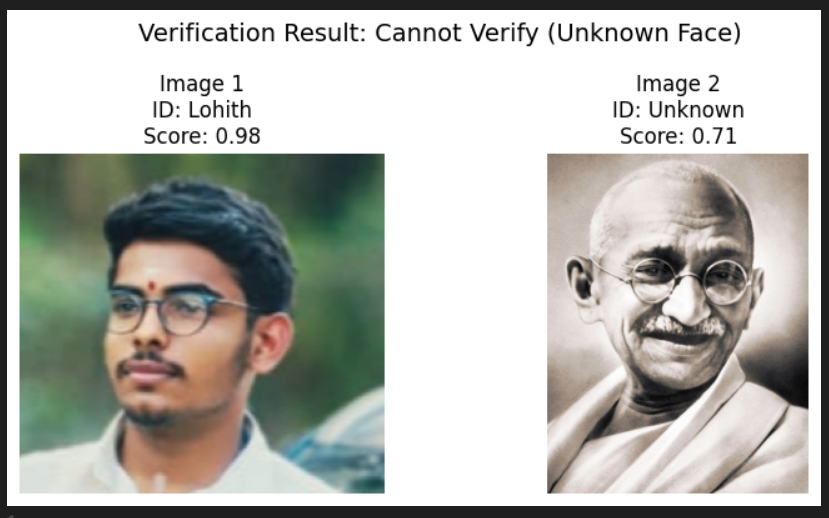 Verification Result: Cannot Verify (Unknown Face)
Image 1
ID: Lohith
Score: 0.98
Image 2
ID: Unknown
Score: 0.71